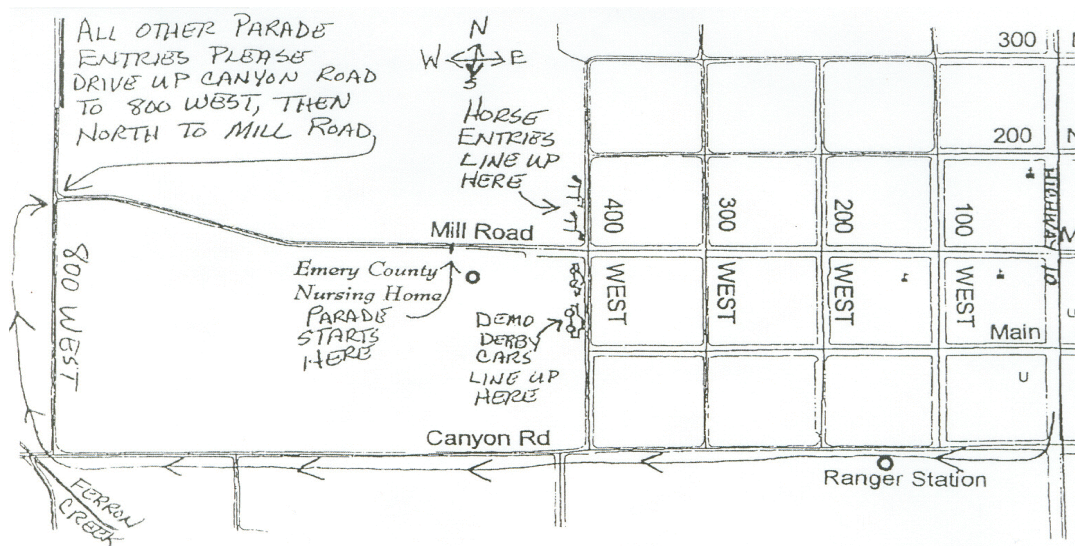 ALL OTHER PARADE
ENTRIES PLEASE
DRIVE UP CANYON ROAD
TO 800 WEST, THEN
NORTH TO MILL ROAD
N
W E
S
HORSE
ENTRIES
LINE UP
HERE
300
200
HIGHWAY 10
400 WEST
300 WEST
200 WEST
100 WEST
Mill Road
800 WEST
Emery County
Nursing Home
PARADE
STARTS
HERE
DEMO
DERBY
CARS
LINE UP
HERE
Main
U
U
N
M
Canyon Rd
Ranger Station
FERRON
CREEK